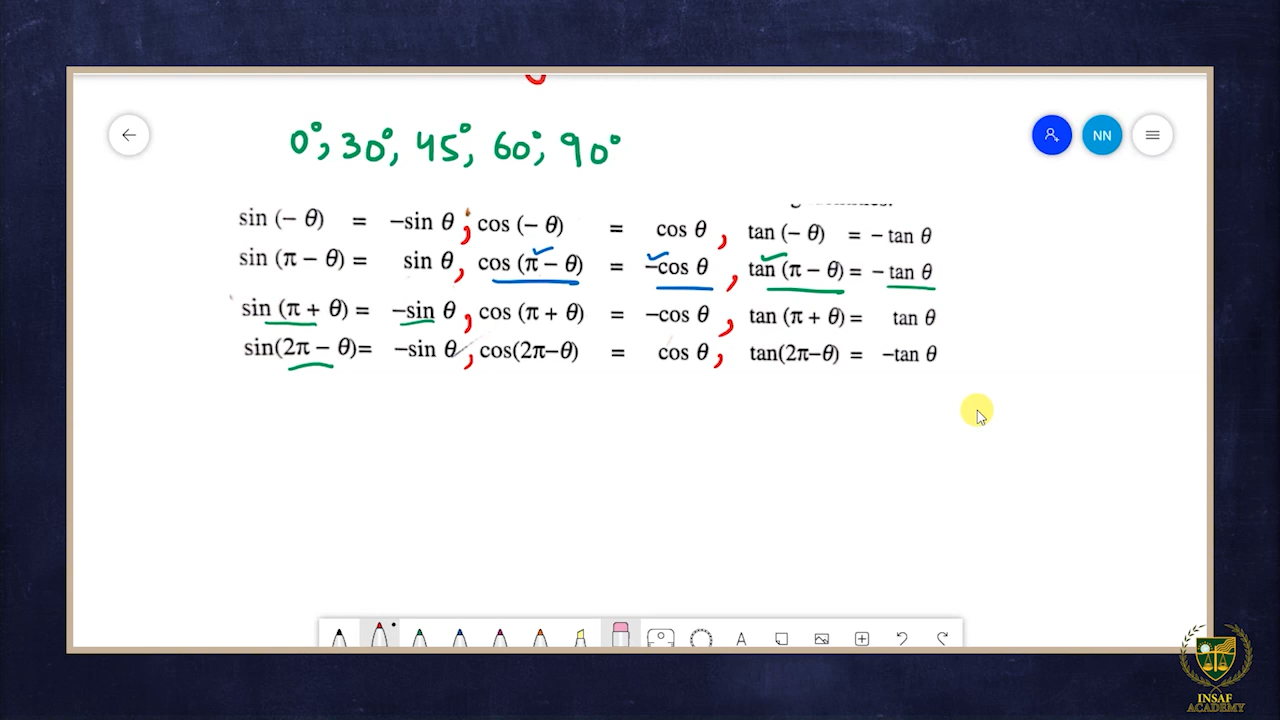 0°, 30°, 45°, 60°, 90°
NN
sin (− θ) = −sin θ ; cos (− θ) = cos θ , tan (− θ) = − tan θ
sin (π − θ) = sin θ , cos (π − θ) = −cos θ , tan (π − θ) = − tan θ
sin (π + θ) = −sin θ , cos (π + θ) = −cos θ , tan (π + θ) = tan θ
sin(2π − θ)= −sin θ , cos(2π−θ) = cos θ , tan(2π−θ) = −tan θ
A
INSAF
ACADEMY